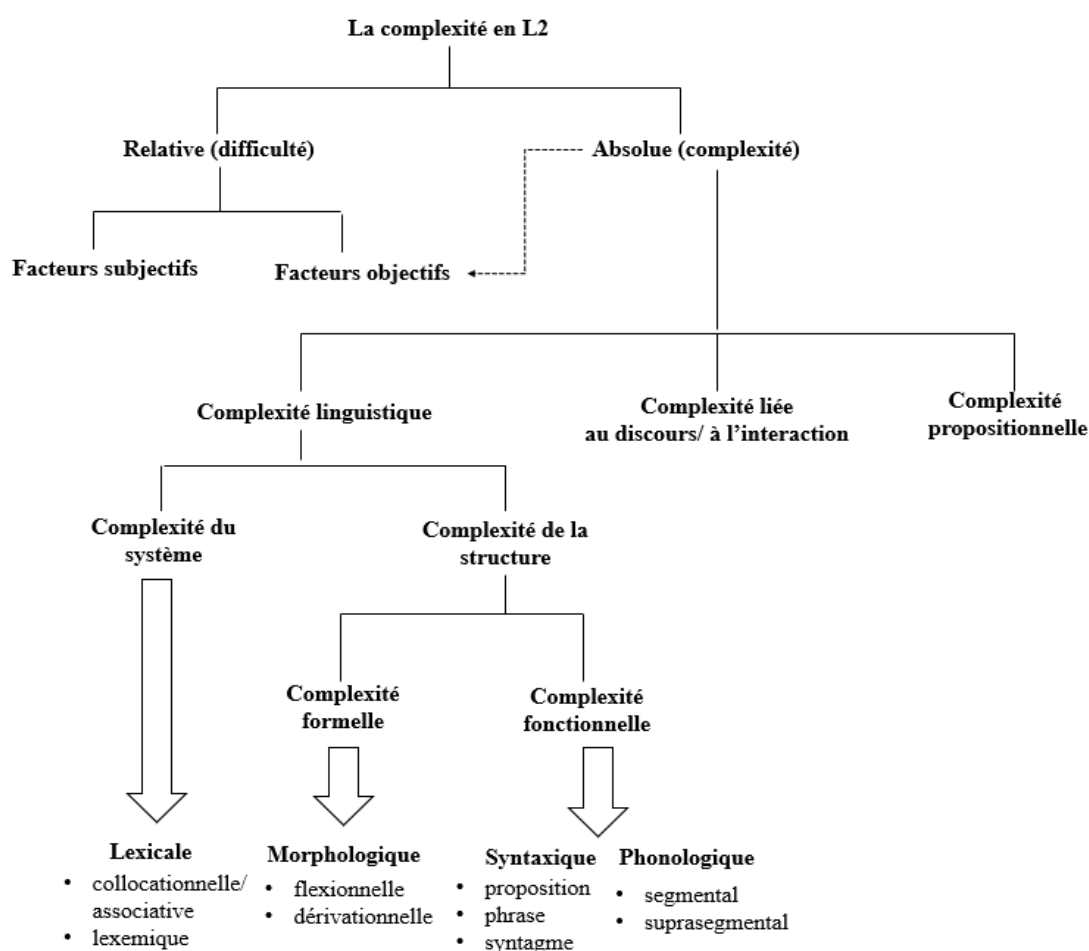 La complexité en L2
Relative (difficulté)
Absolue (complexité)
Facteurs subjectifs
Facteurs objectifs
Complexité linguistique
Complexité liée
au discours/ à l’interaction
Complexité
propositionnelle
Complexité du
système
Complexité de la
structure
Complexité
formelle
Complexité
fonctionnelle
Lexicale
• collocationnelle/
associative
• lexemique
Morphologique
• flexionnelle
• dérivationnelle
Syntaxique
• proposition
• phrase
• syntagme
Phonologique
• segmental
• suprasegmental